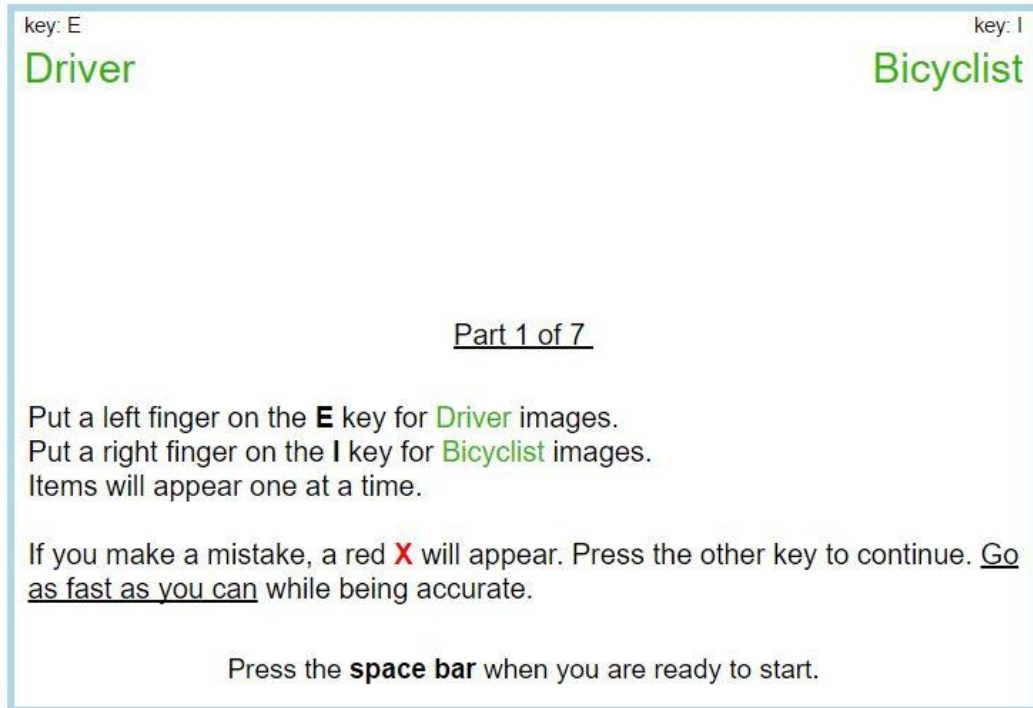 key: E
key: I
Driver
Bicyclist
Part 1 of 7
Put a left finger on the E key for Driver images.
Put a right finger on the I key for Bicyclist images.
Items will appear one at a time.
If you make a mistake, a red X will appear. Press the other key to continue. Go
as fast as you can while being accurate.
Press the space bar when you are ready to start.